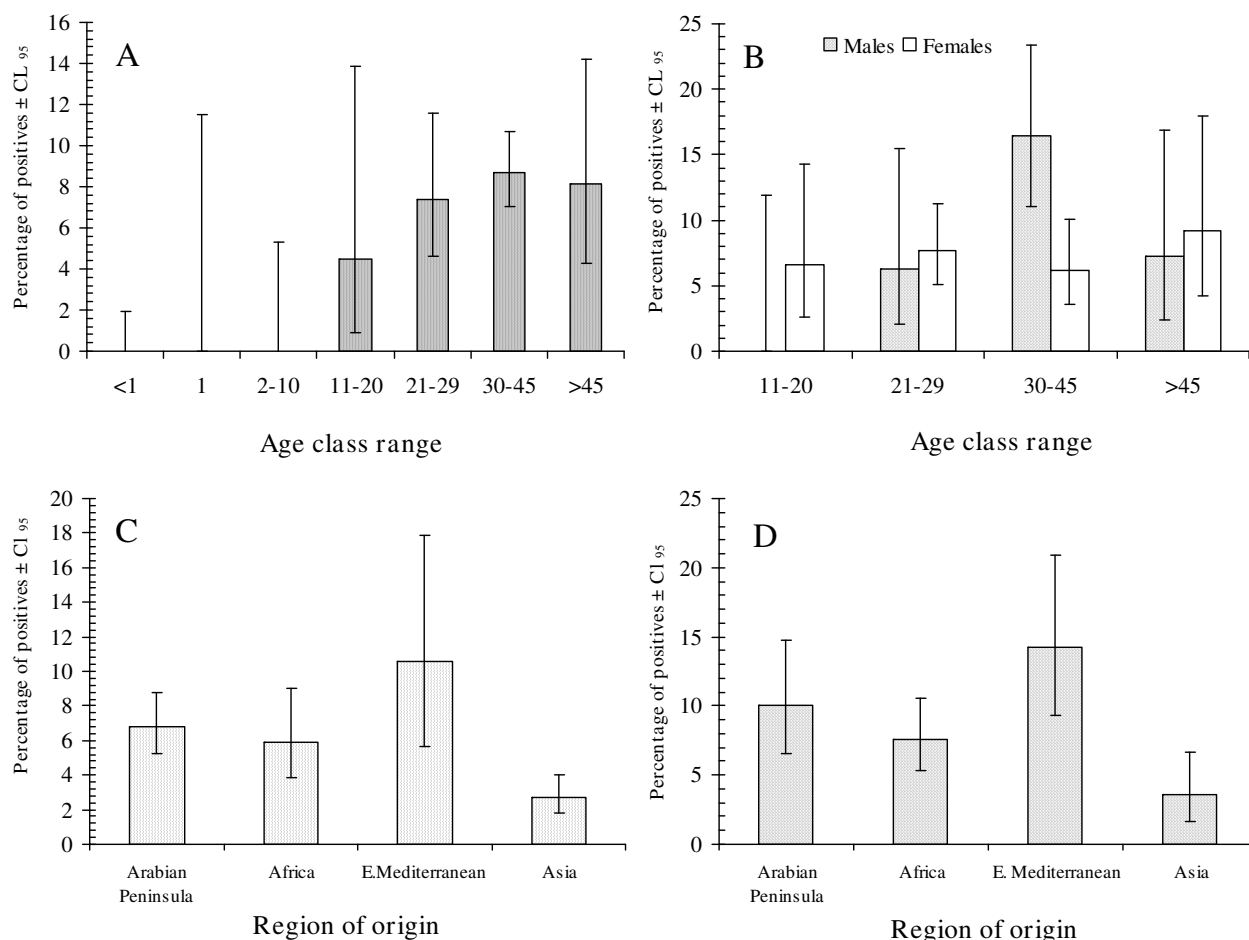 A
Percentage of positives ± CL 95
16
14
12
10
8
6
4
2
0
<1 1 2-10 11-20 21-29 30-45 >45
Age class range
B
Males Females
Percentage of positives ± CL 95
25
20
15
10
5
0
11-20 21-29 30-45 >45
Age class range
C
Percentage of positives ± Cl 95
20
18
16
14
12
10
8
6
4
2
0
Arabian Africa E.Mediterranean Asia
Peninsula
Region of origin
D
Percentage of positives ± Cl 95
25
20
15
10
5
0
Arabian Africa E. Mediterranean Asia
Peninsula
Region of origin